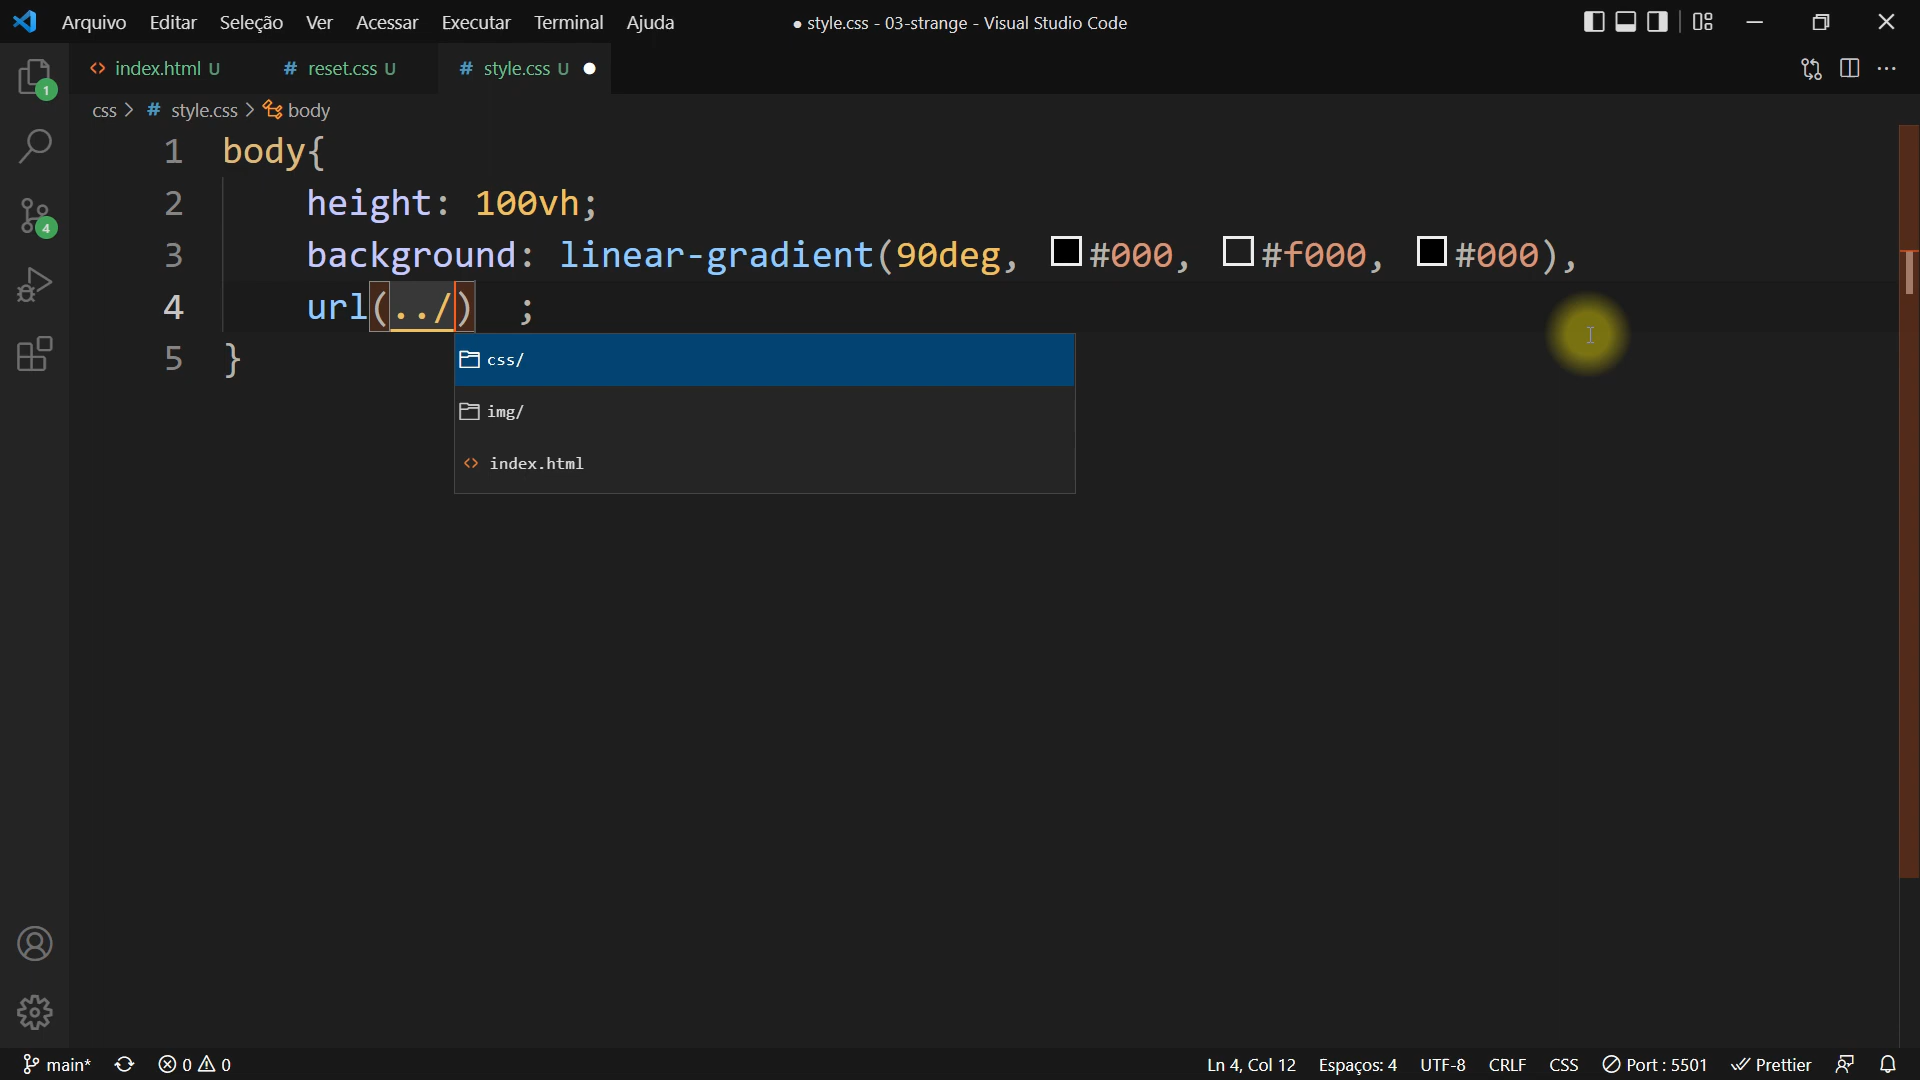 Arquivo Editar Seleção Ver Acessar Executar Terminal Ajuda
● style.css - 03-strange - Visual Studio Code
index.html U
# reset.css U
# style.css U ●
css > # style.css > body
1 body{
2 height: 100vh;
3 background: linear-gradient(90deg, #000, #f000, #000),
4 url(../) ;
5 }
css/
img/
index.html
1
4
main* 0 0
Ln 4, Col 12 Espaços: 4 UTF-8 CRLF CSS Port : 5501 Prettier